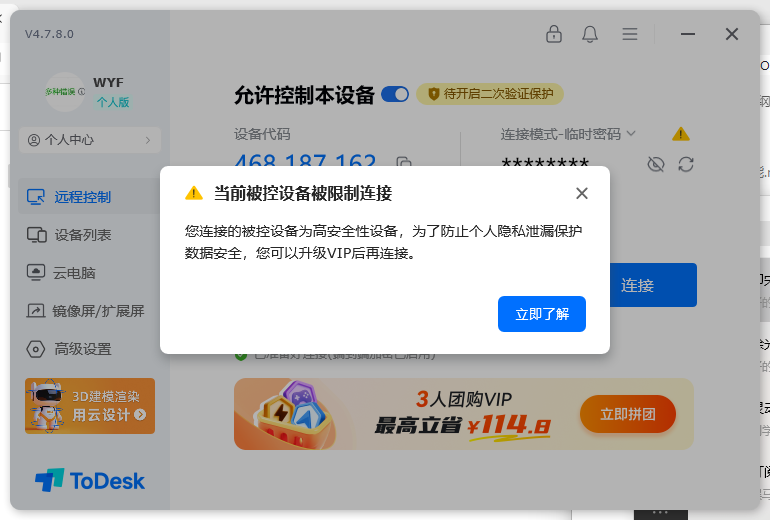 V4.7.8.0
WYF
个人版
个人中心
远程控制
设备列表
云电脑
镜像屏/扩展屏
高级设置
3D建模渲染
用云设计
ToDesk
允许控制本设备
待开启二次验证保护
设备代码
468 187 162
连接模式-临时密码
********
当前被控设备被限制连接
您连接的被控设备为高安全性设备，为了防止个人隐私泄漏保护
数据安全，您可以升级VIP后再连接。
立即了解
连接
3人团购VIP
最高立省¥114.8
立即拼团